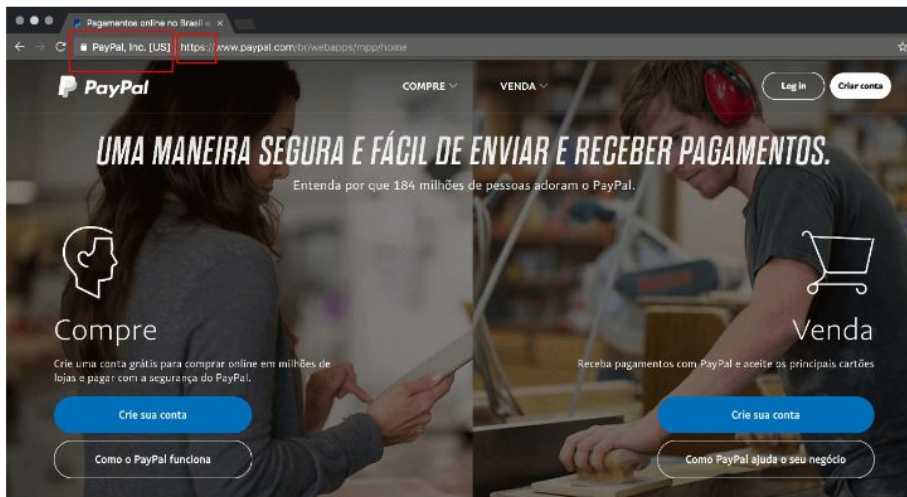 Pagamentos online no Brasil e
PayPal, Inc. [US] https://www.paypal.com/br/webapps/mpp/home
PayPal
COMPRE
VENDA
Log in
Criar conta
UMA MANEIRA SEGURA E FÁCIL DE ENVIAR E RECEBER PAGAMENTOS.
Entenda por que 184 milhões de pessoas adoram o PayPal.
Compre
Crie uma conta grátis para comprar online em milhões de
lojas e pagar com a segurança do PayPal.
Crie sua conta
Como o PayPal funciona
Venda
Receba pagamentos com PayPal e aceite os principais cartões
Crie sua conta
Como PayPal ajuda o seu negócio